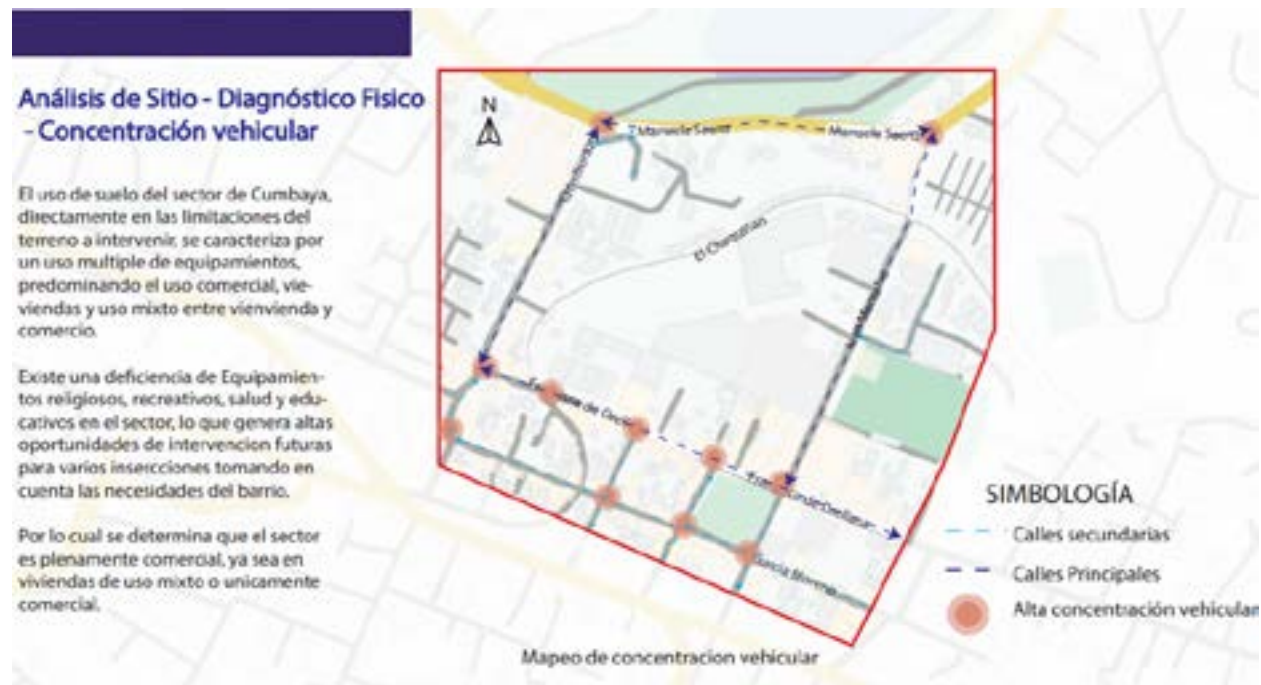 Análisis de Sitio - Diagnóstico Fisico
- Concentración vehicular
El uso de suelo del sector de Cumbaya,
directamente en las limitaciones del
terreno a intervenir, se caracteriza por
un uso multiple de equipamientos,
predominando el uso comercial, vie-
viendas y uso mixto entre vienvienda y
comercio.
Existe una deficiencia de Equipamien-
tos religiosos, recreativos, salud y edu-
cativos en el sector, lo que genera altas
oportunidades de intervencion futuras
para varios insercciones tomando en
cuenta las necesidades del barrio.
Por lo cual se determina que el sector
es plenamente comercial, ya sea en
viviendas de uso mixto o unicamente
comercial.
N
Manuela Saenz
Manuela Saenz
El Chimborazo
García Moreno
SIMBOLOGÍA
Calles secundarias
Calles Principales
Alta concentración vehicular
Mapeo de concentracion vehicular